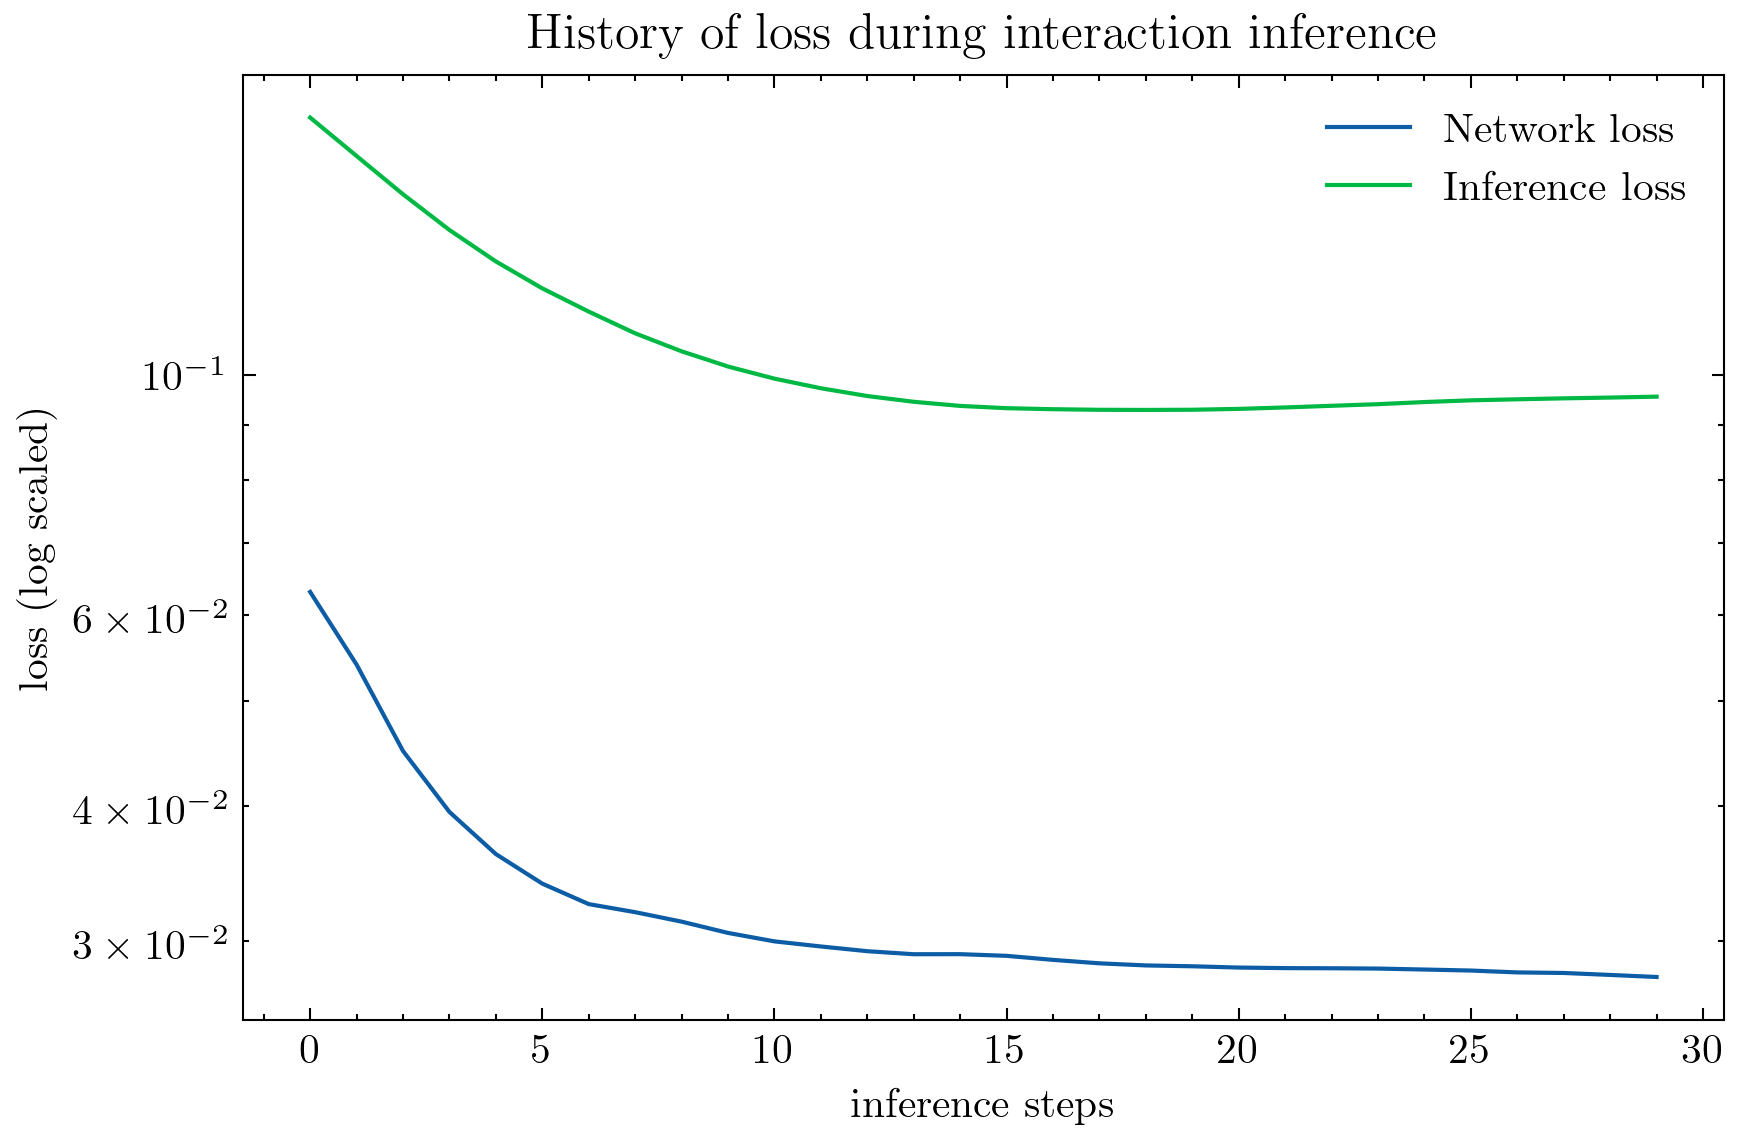 History of loss during interaction inference
Network loss
Inference loss
loss (log scaled)
10⁻¹
6 × 10⁻²
4 × 10⁻²
3 × 10⁻²
0 5 10 15 20 25 30
inference steps